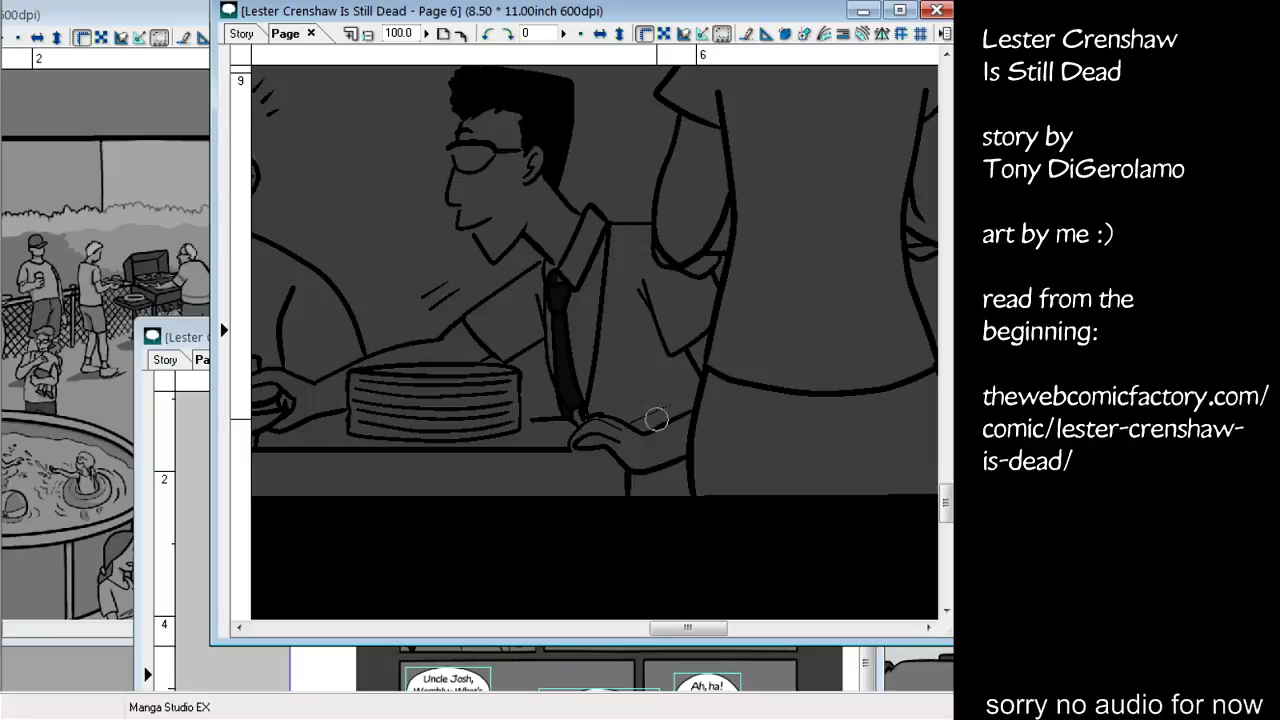 500dpi)
[Lester Crenshaw Is Still Dead - Page 6] (8.50 * 11.00inch 600dpi)
Story Page 100.0 0
2
6
9
[Lester C
Story Pa
2
4
Uncle Josh,
Ah, ha!
Manga Studio EX
Lester Crenshaw
Is Still Dead
story by
Tony DiGerolamo
art by me :)
read from the
beginning:
thewebcomicfactory.com/
comic/lester-crenshaw-
is-dead/
sorry no audio for now